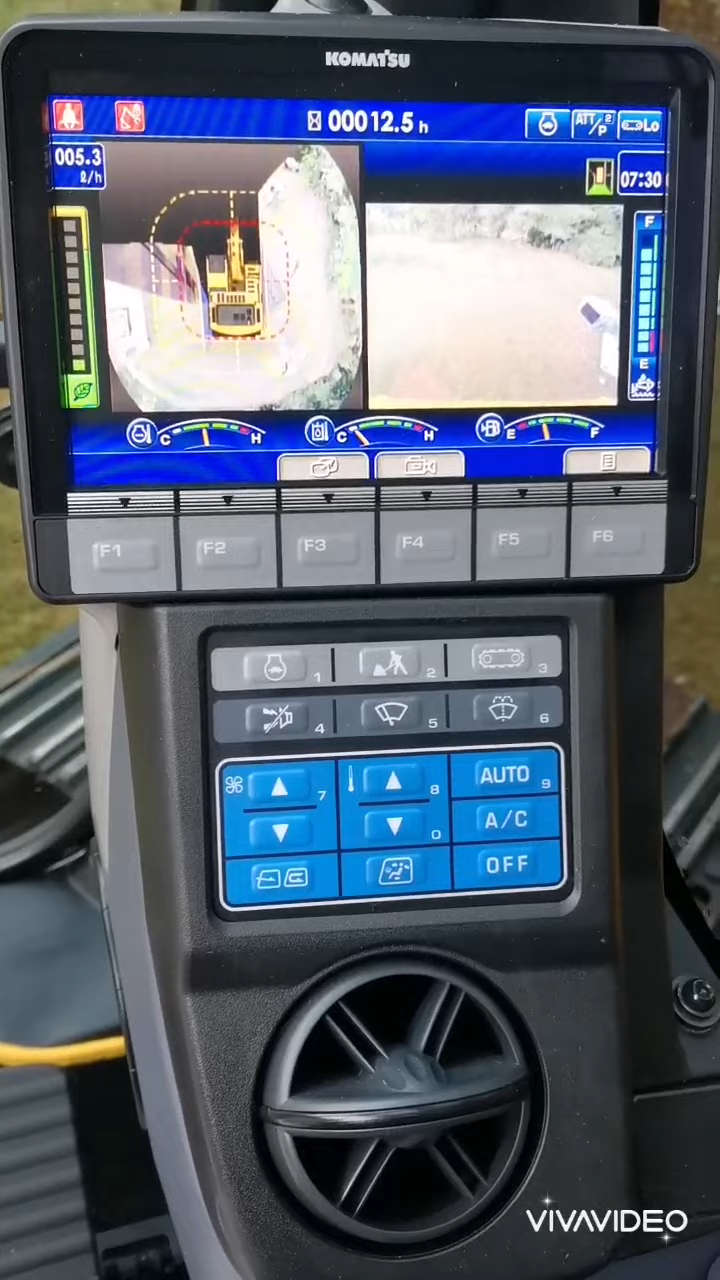 KOMATSU
00012.5 h
ATT/P 2
Lo
005.3
ℓ/h
07:30
F
E
C H
C H
E F
F1 F2 F3 F4 F5 F6
1 2 3
4 5 6
7 8 AUTO 9
0 A/C
OFF
VIVAVIDEO